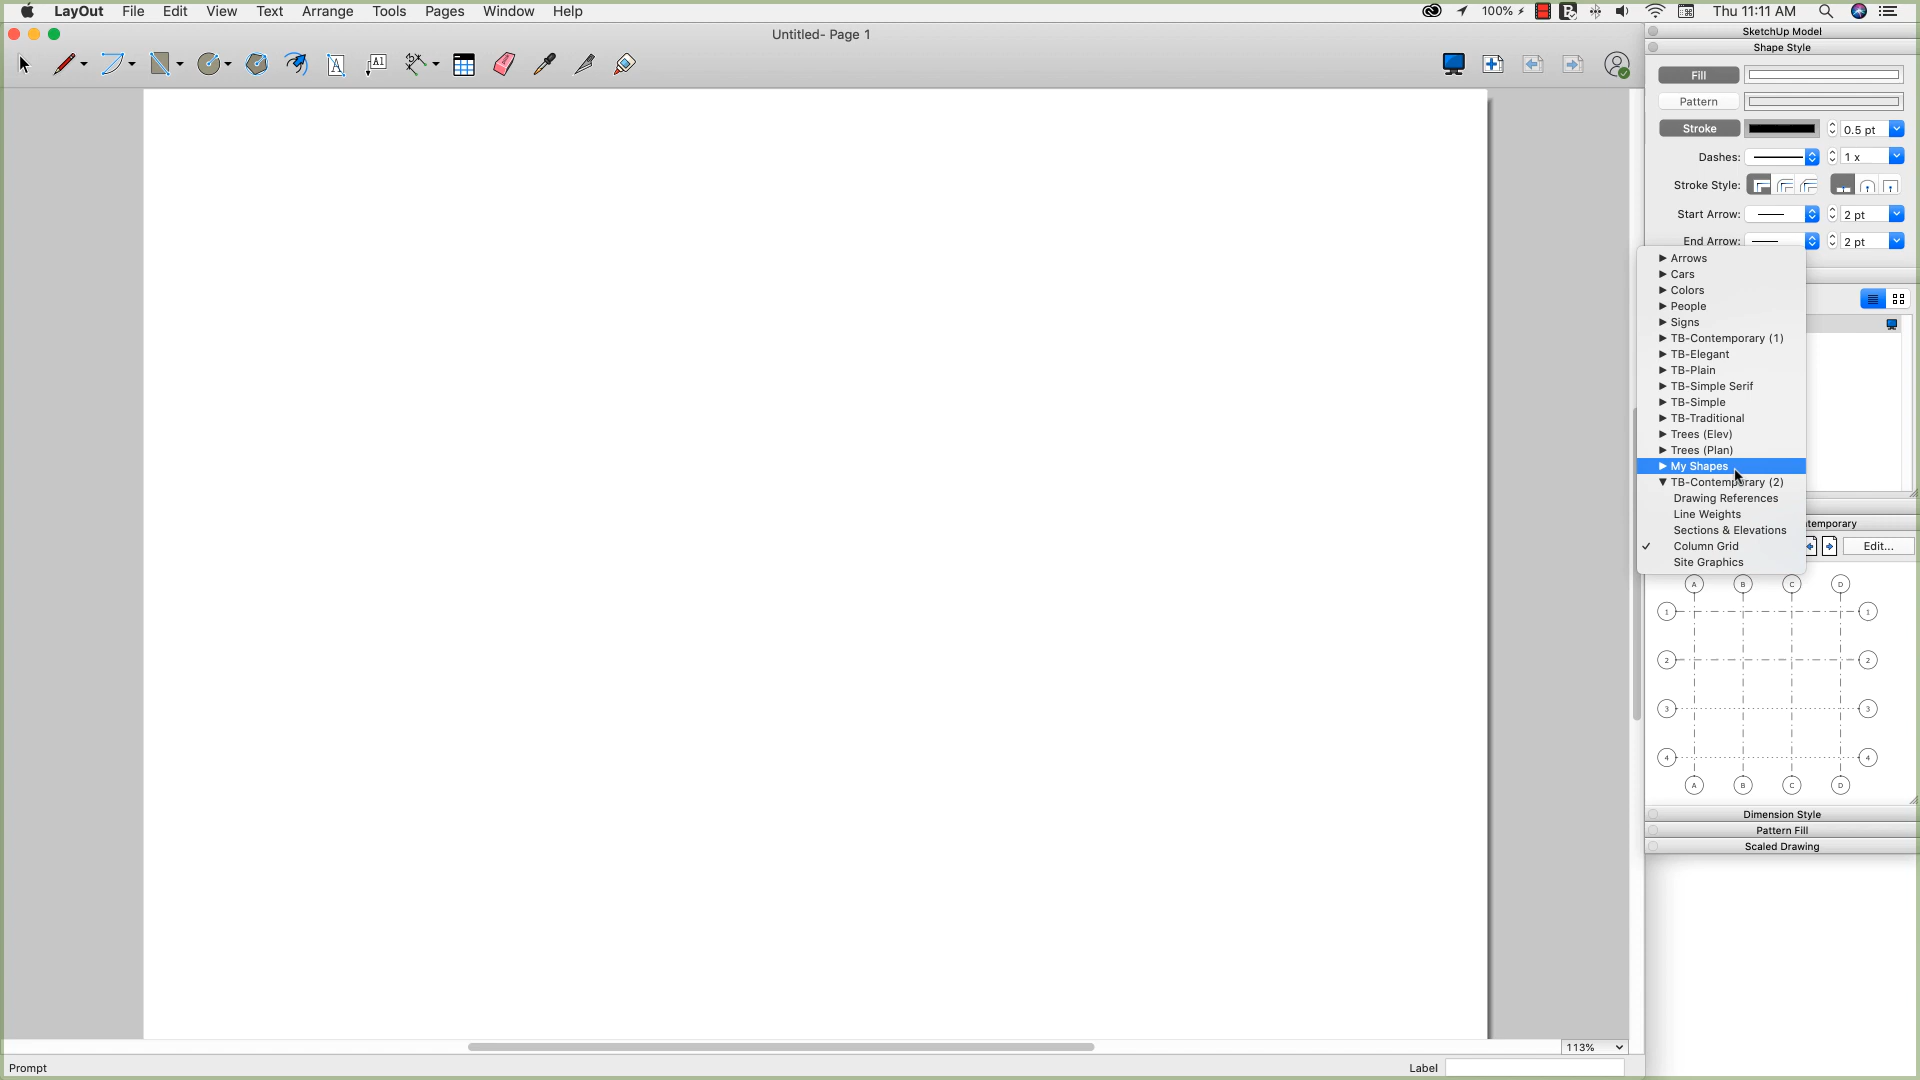 LayOut File Edit View Text Arrange Tools Pages Window Help 100% Thu 11:11 AM
Untitled- Page 1
SketchUp Model
Shape Style
Fill
Pattern
Stroke 0.5 pt
Dashes: 1 x
Stroke Style:
Start Arrow: 2 pt
End Arrow: 2 pt
Arrows
Cars
Colors
People
Signs
TB-Contemporary (1)
TB-Elegant
TB-Plain
TB-Simple Serif
TB-Simple
TB-Traditional
Trees (Elev)
Trees (Plan)
My Shapes
TB-Contemporary (2)
Drawing References
Line Weights
Sections & Elevations
Column Grid
Site Graphics
temporary
Edit...
A B C D
1 1
2 2
3 3
4 4
A B C D
Dimension Style
Pattern Fill
Scaled Drawing
113%
Prompt Label